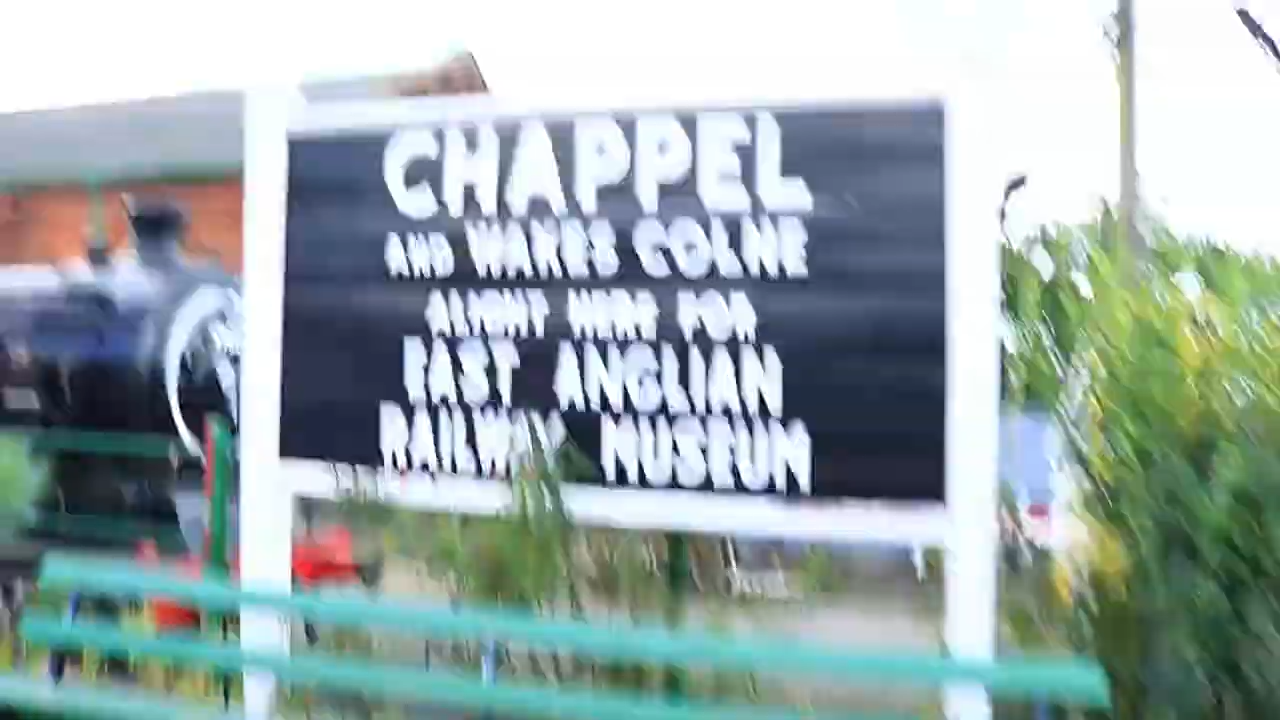 CHAPPEL
AND WAKES COLNE
ALIGHT HERE FOR
EAST ANGLIAN
RAILWAY MUSEUM